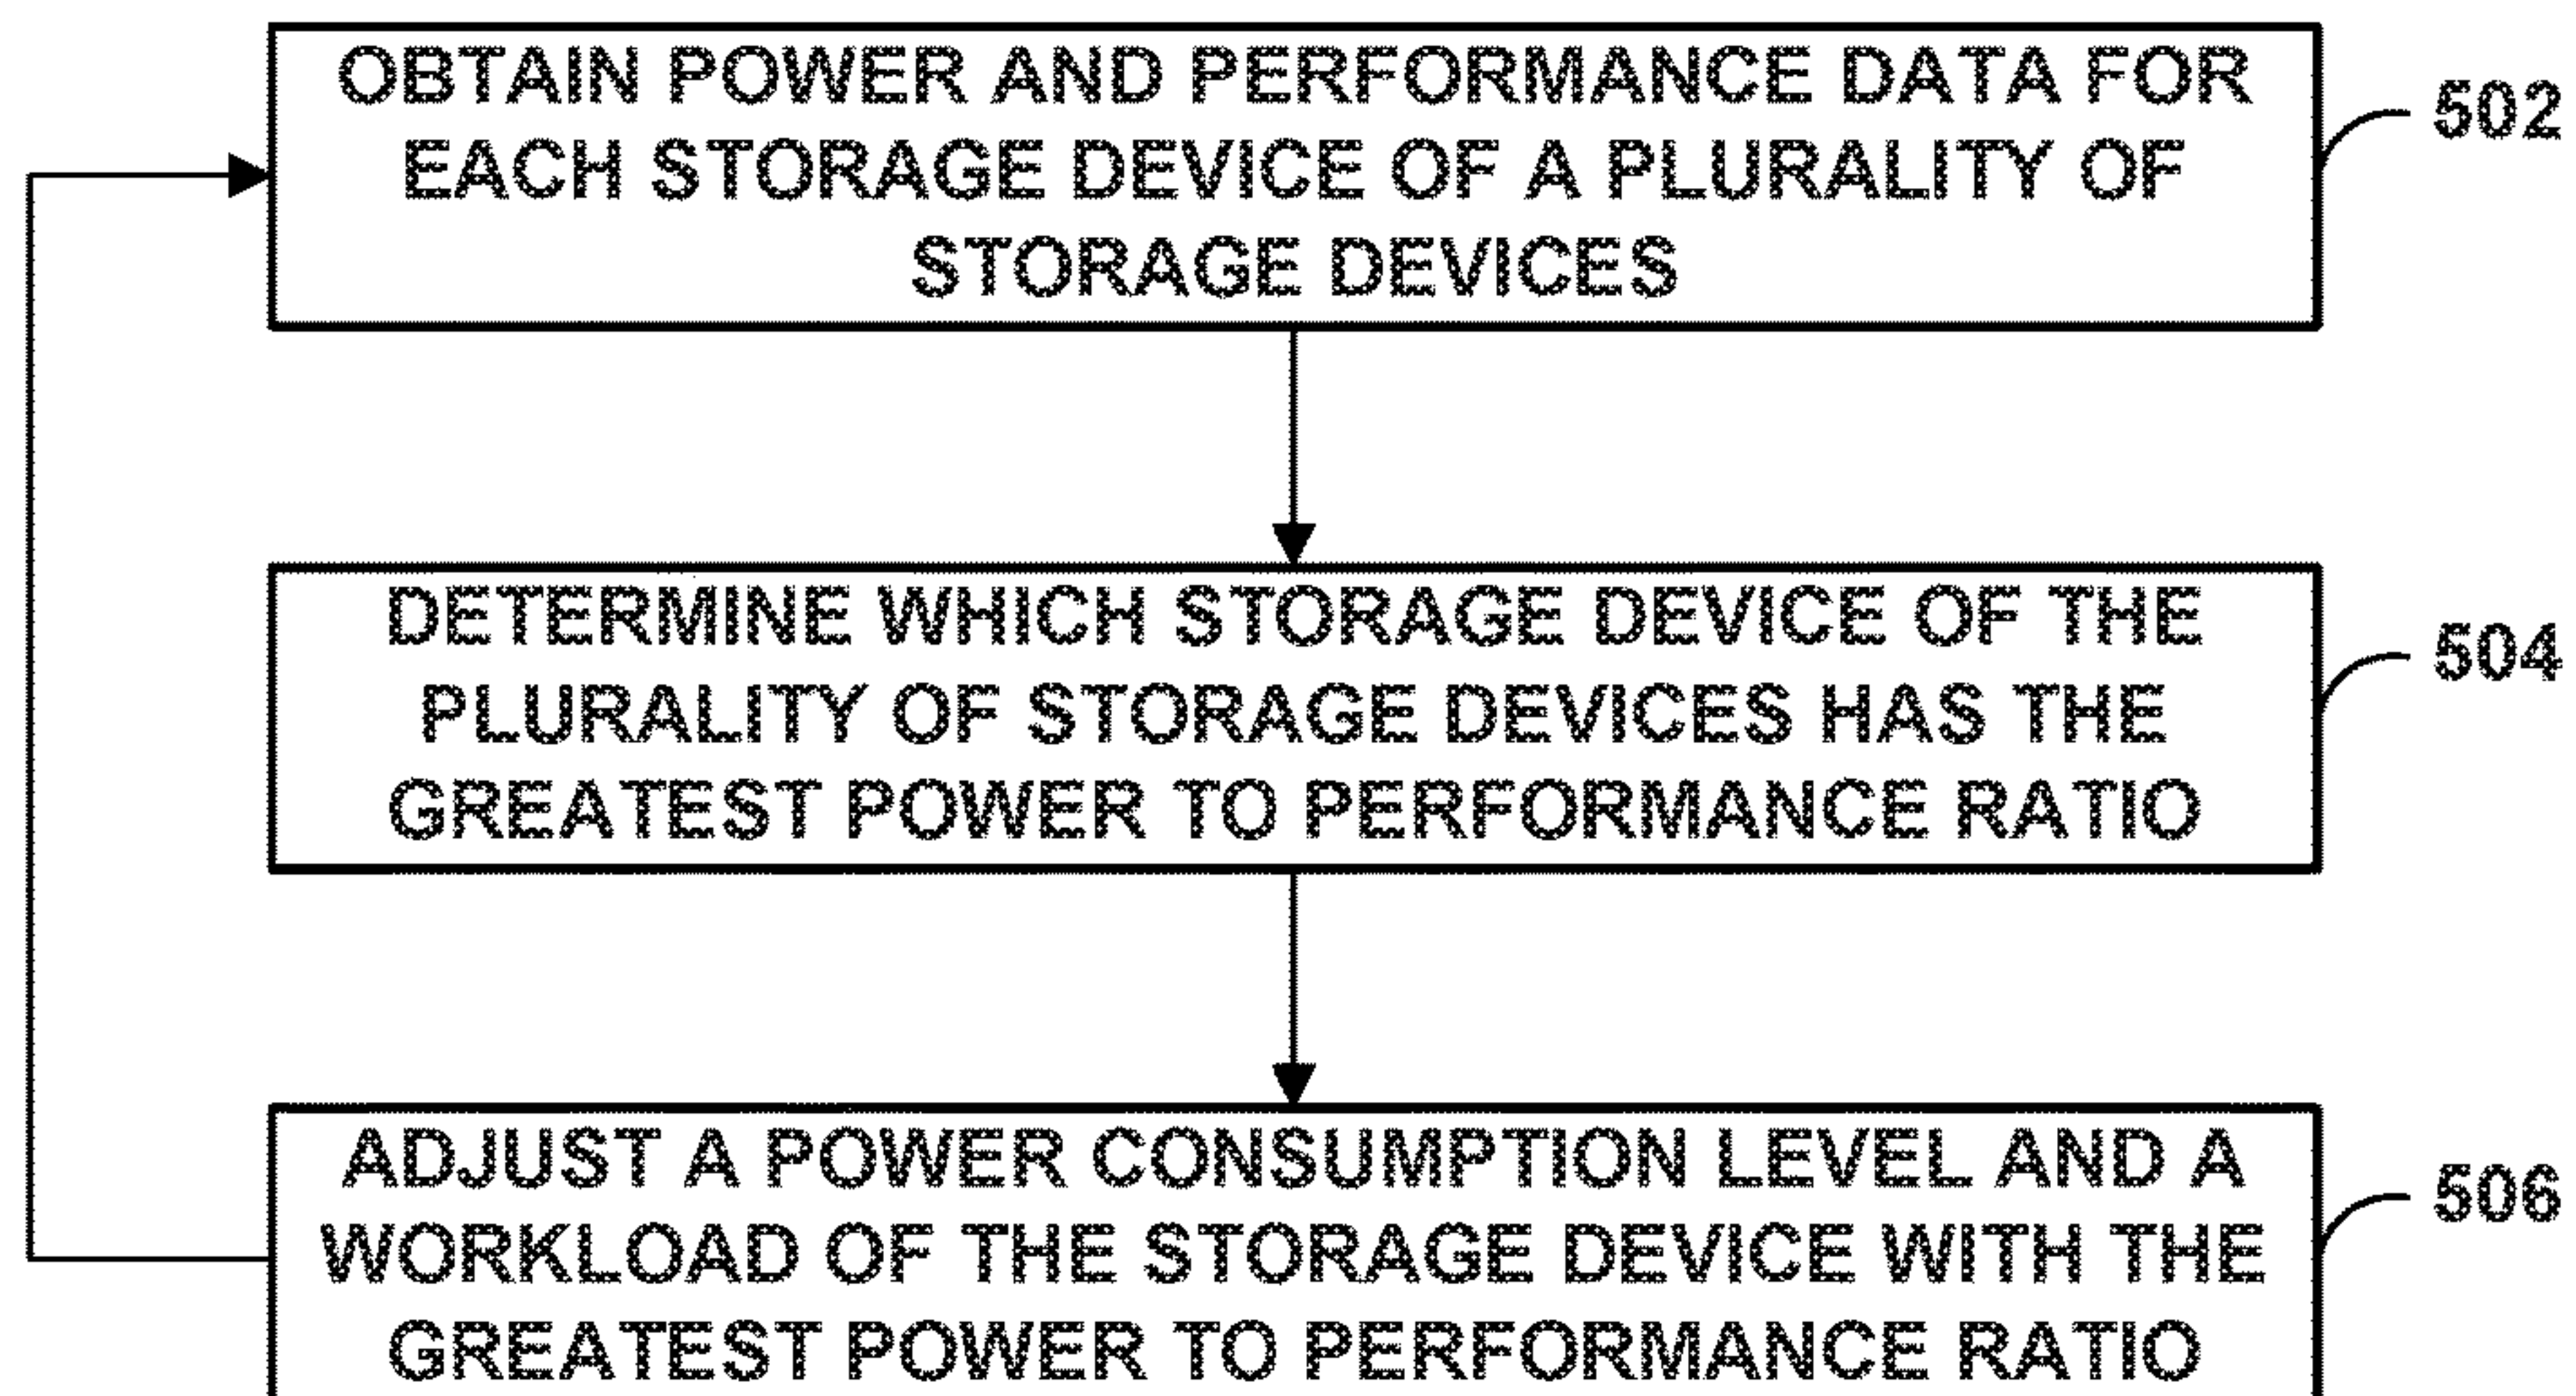 OBTAIN POWER AND PERFORMANCE DATA FOR
EACH STORAGE DEVICE OF A PLURALITY OF
STORAGE DEVICES
502
DETERMINE WHICH STORAGE DEVICE OF THE
PLURALITY OF STORAGE DEVICES HAS THE
GREATEST POWER TO PERFORMANCE RATIO
504
ADJUST A POWER CONSUMPTION LEVEL AND A
WORKLOAD OF THE STORAGE DEVICE WITH THE
GREATEST POWER TO PERFORMANCE RATIO
506